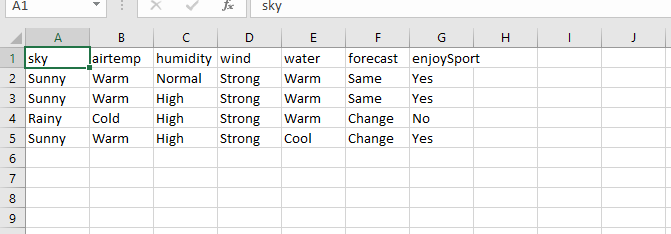 A1 fx sky
A B C D E F G H I J
1 sky airtemp humidity wind water forecast enjoySport
2 Sunny Warm Normal Strong Warm Same Yes
3 Sunny Warm High Strong Warm Same Yes
4 Rainy Cold High Strong Warm Change No
5 Sunny Warm High Strong Cool Change Yes
6
7
8
9